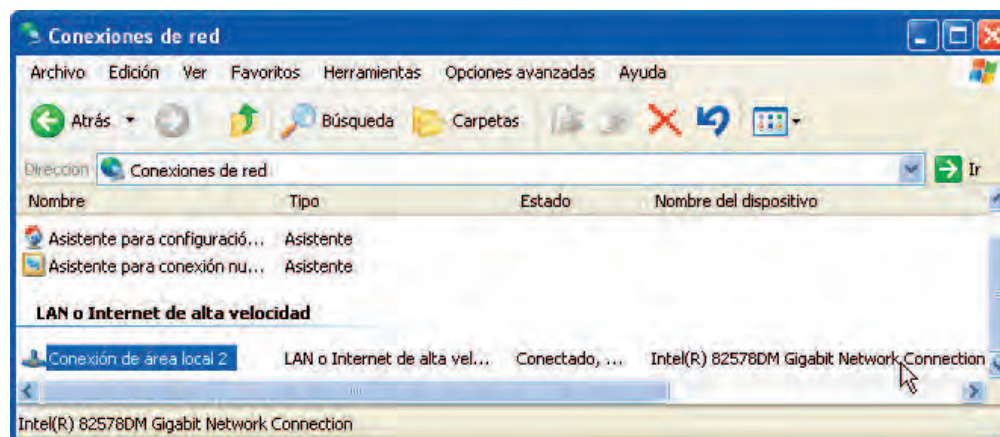 Conexiones de red
Archivo Edición Ver Favoritos Herramientas Opciones avanzadas Ayuda
Atrás Búsqueda Carpetas
Dirección Conexiones de red Ir
Nombre Tipo Estado Nombre del dispositivo
Asistente para configuració... Asistente
Asistente para conexión nu... Asistente
LAN o Internet de alta velocidad
Conexión de área local 2 LAN o Internet de alta vel... Conectado, ... Intel(R) 82578DM Gigabit Network Connection
Intel(R) 82578DM Gigabit Network Connection